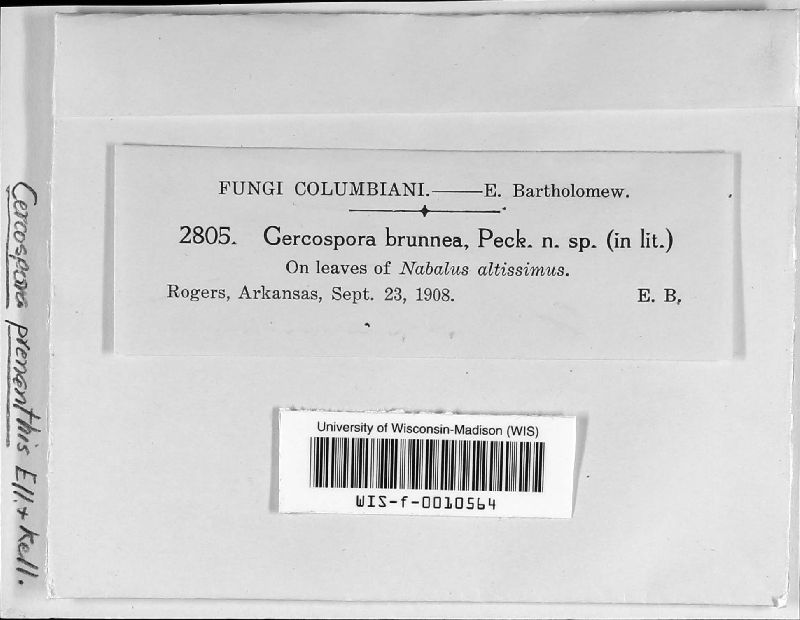 FUNGI COLUMBIANI.——E. Bartholomew.
2805. Cercospora brunnea, Peck. n. sp. (in lit.)
On leaves of Nabalus altissimus.
Rogers, Arkansas, Sept. 23, 1908. E. B.
University of Wisconsin-Madison (WIS)
WIS-f-0010564
Cercospora prenenthis Ell. + Kell.